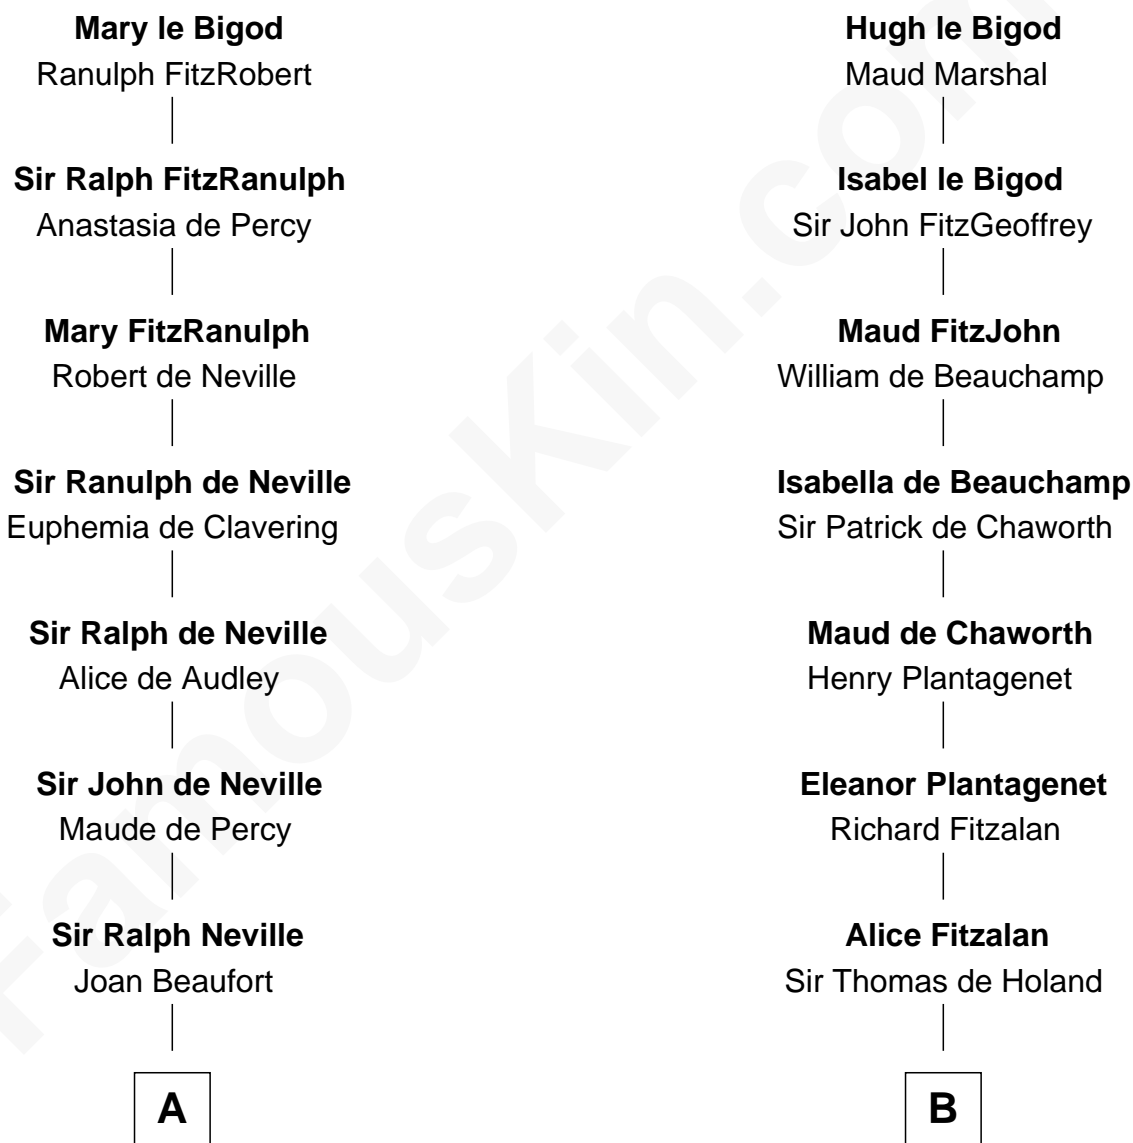 Mary le Bigod
Ranulph FitzRobert
Sir Ralph FitzRanulph
Anastasia de Percy
Mary FitzRanulph
Robert de Neville
Sir Ranulph de Neville
Euphemia de Clavering
Sir Ralph de Neville
Alice de Audley
Sir John de Neville
Maude de Percy
Sir Ralph Neville
Joan Beaufort
A
Hugh le Bigod
Maud Marshal
Isabel le Bigod
Sir John FitzGeoffrey
Maud FitzJohn
William de Beauchamp
Isabella de Beauchamp
Sir Patrick de Chaworth
Maud de Chaworth
Henry Plantagenet
Eleanor Plantagenet
Richard Fitzalan
Alice Fitzalan
Sir Thomas de Holand
B
FamousKin.com